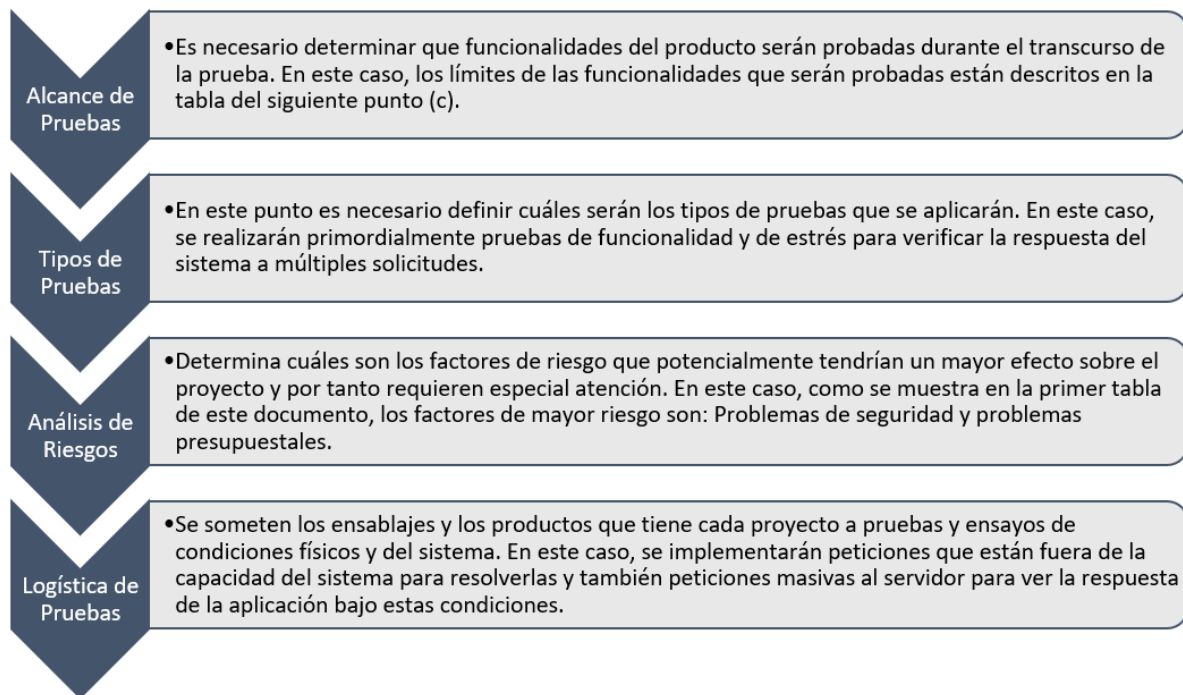 Alcance de
Pruebas
•Es necesario determinar que funcionalidades del producto serán probadas durante el transcurso de
la prueba. En este caso, los límites de las funcionalidades que serán probadas están descritos en la
tabla del siguiente punto (c).
Tipos de
Pruebas
•En este punto es necesario definir cuáles serán los tipos de pruebas que se aplicarán. En este caso,
se realizarán primordialmente pruebas de funcionalidad y de estrés para verificar la respuesta del
sistema a múltiples solicitudes.
Análisis de
Riesgos
•Determina cuáles son los factores de riesgo que potencialmente tendrían un mayor efecto sobre el
proyecto y por tanto requieren especial atención. En este caso, como se muestra en la primer tabla
de este documento, los factores de mayor riesgo son: Problemas de seguridad y problemas
presupuestales.
Logística de
Pruebas
•Se someten los ensablajes y los productos que tiene cada proyecto a pruebas y ensayos de
condiciones físicos y del sistema. En este caso, se implementarán peticiones que están fuera de la
capacidad del sistema para resolverlas y también peticiones masivas al servidor para ver la respuesta
de la aplicación bajo estas condiciones.